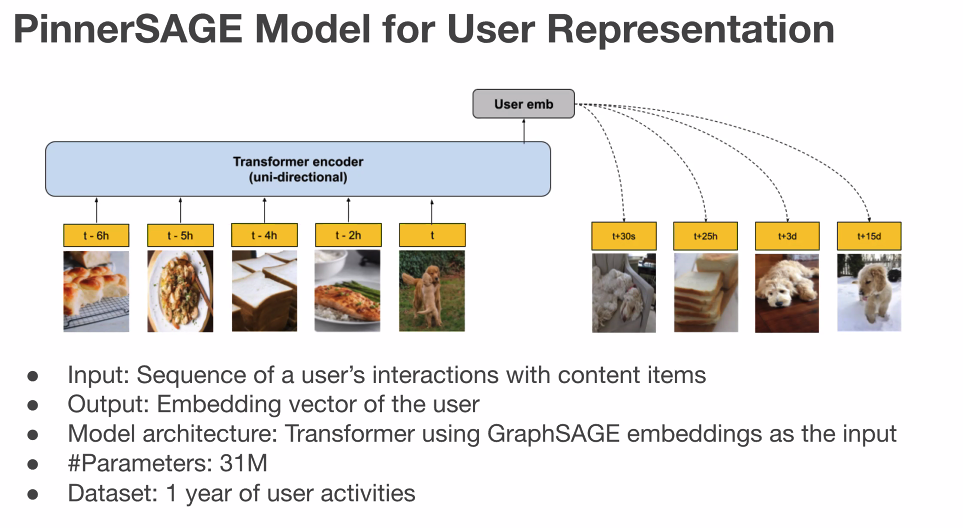 PinnerSAGE Model for User Representation
User emb
Transformer encoder
(uni-directional)
t - 6h
t - 5h
t - 4h
t - 2h
t
t+30s
t+25h
t+3d
t+15d
● Input: Sequence of a user's interactions with content items
● Output: Embedding vector of the user
● Model architecture: Transformer using GraphSAGE embeddings as the input
● #Parameters: 31M
● Dataset: 1 year of user activities